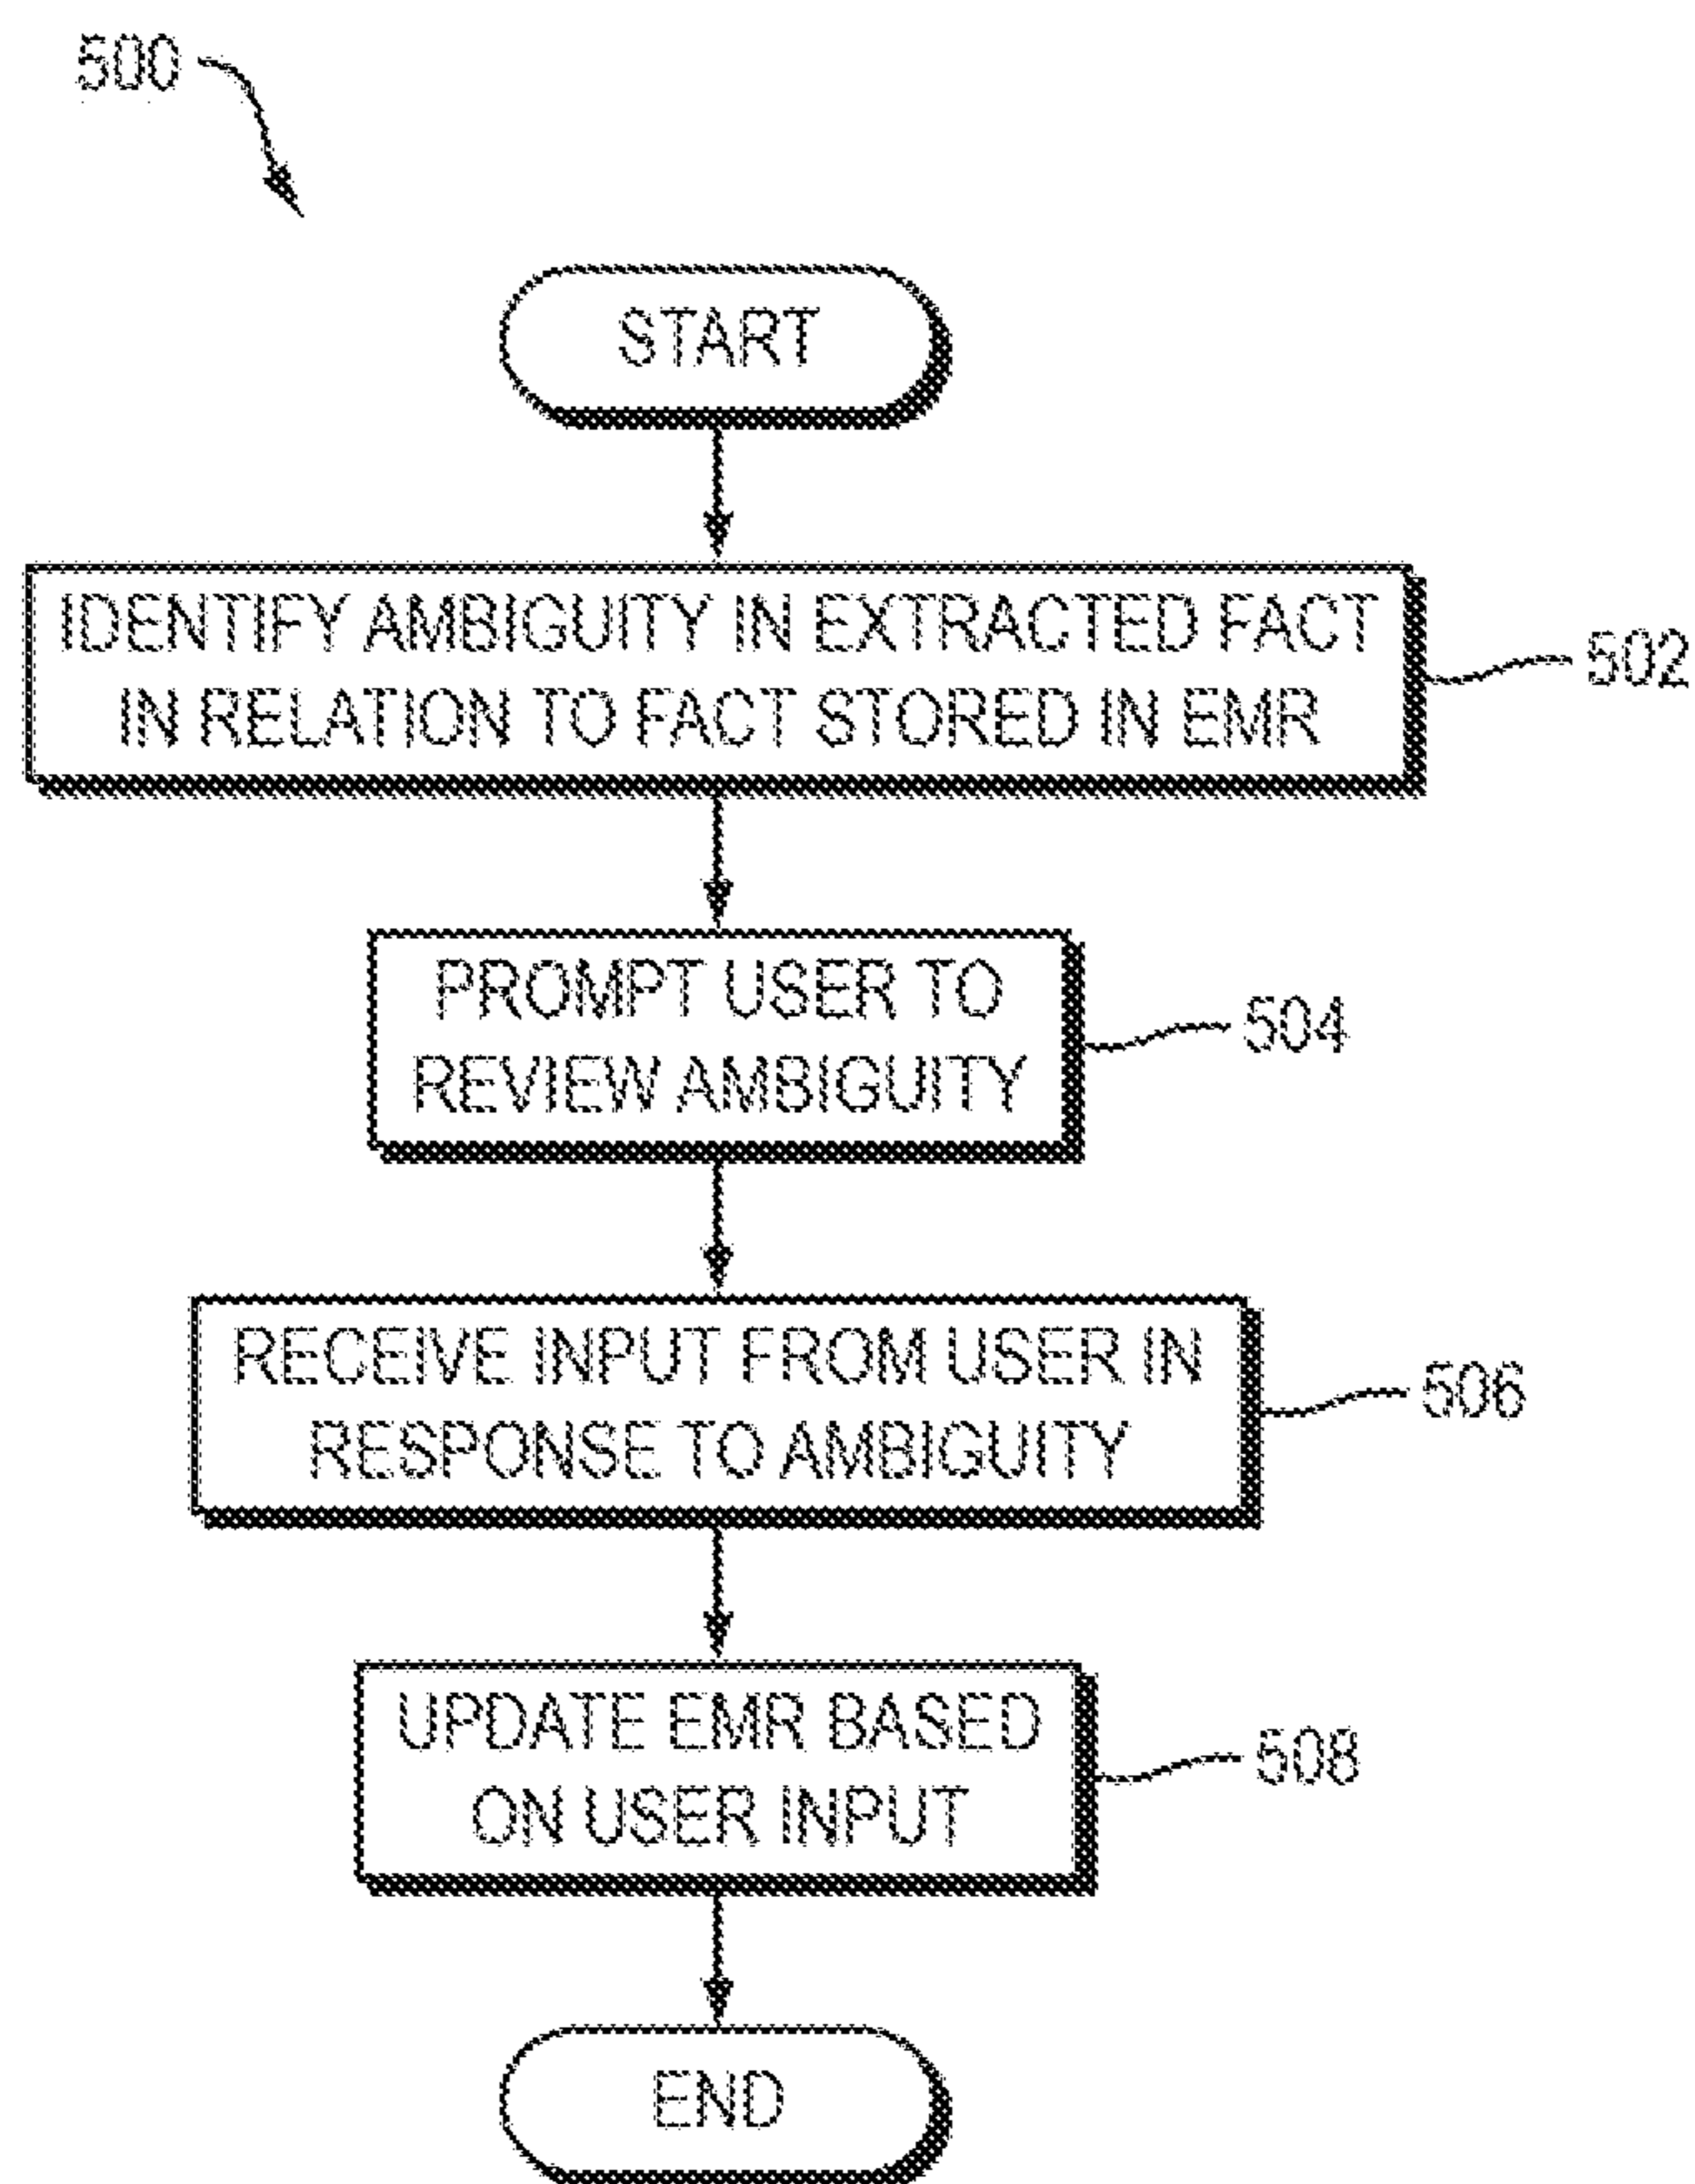 500
START
IDENTIFY AMBIGUITY IN EXTRACTED FACT
IN RELATION TO FACT STORED IN EMR
502
PROMPT USER TO
REVIEW AMBIGUITY
504
RECEIVE INPUT FROM USER IN
RESPONSE TO AMBIGUITY
506
UPDATE EMR BASED
ON USER INPUT
508
END